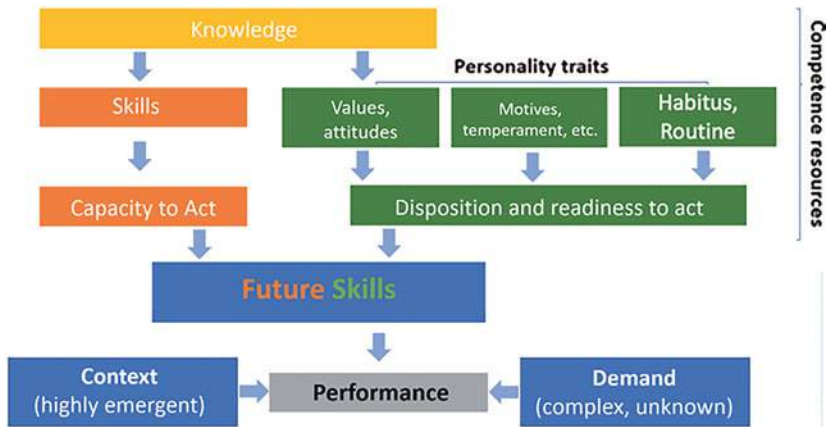 Knowledge
Personality traits
Skills
Values,
attitudes
Motives,
temperament, etc.
Habitus,
Routine
Capacity to Act
Disposition and readiness to act
Competence resources
Future Skills
Context
(highly emergent)
Performance
Demand
(complex, unknown)